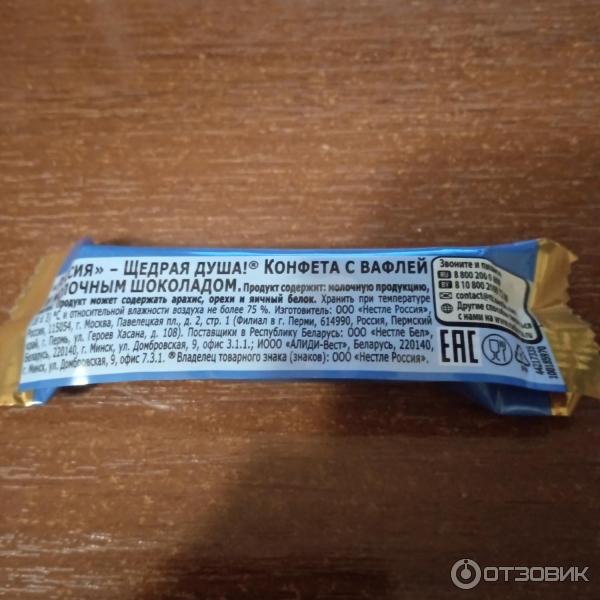 СИЯ» – ЩЕДРАЯ ДУША!® КОНФЕТА С ВАФЛЕЙ
ОЧНЫМ ШОКОЛАДОМ. Продукт содержит: молочную продукцию,
Продукт может содержать арахис, орехи и яичный белок. Хранить при температуре
°С и относительной влажности воздуха не более 75 %. Изготовитель: ООО «Нестле Россия»,
Россия, 115054, г. Москва, Павелецкая пл., д. 2, стр. 1 (Филиал в г. Перми, 614990, Россия, Пермский
край, г. Пермь, ул. Героев Хасана, д. 108). Поставщики в Республику Беларусь: ООО «Нестле Бел»,
Беларусь, 220140, г. Минск, ул. Домбровская, 9, офис 3.1.1.; ИООО «АЛИДИ-Вест», Беларусь, 220140,
г. Минск, ул. Домбровская, 9, офис 7.3.1. ®Владелец товарного знака (знаков): ООО «Нестле Россия».
Звоните и
RU 8 800 200
BY 8 10 800
contact@
Другие
с нами на
EAC
ОТЗОВИК